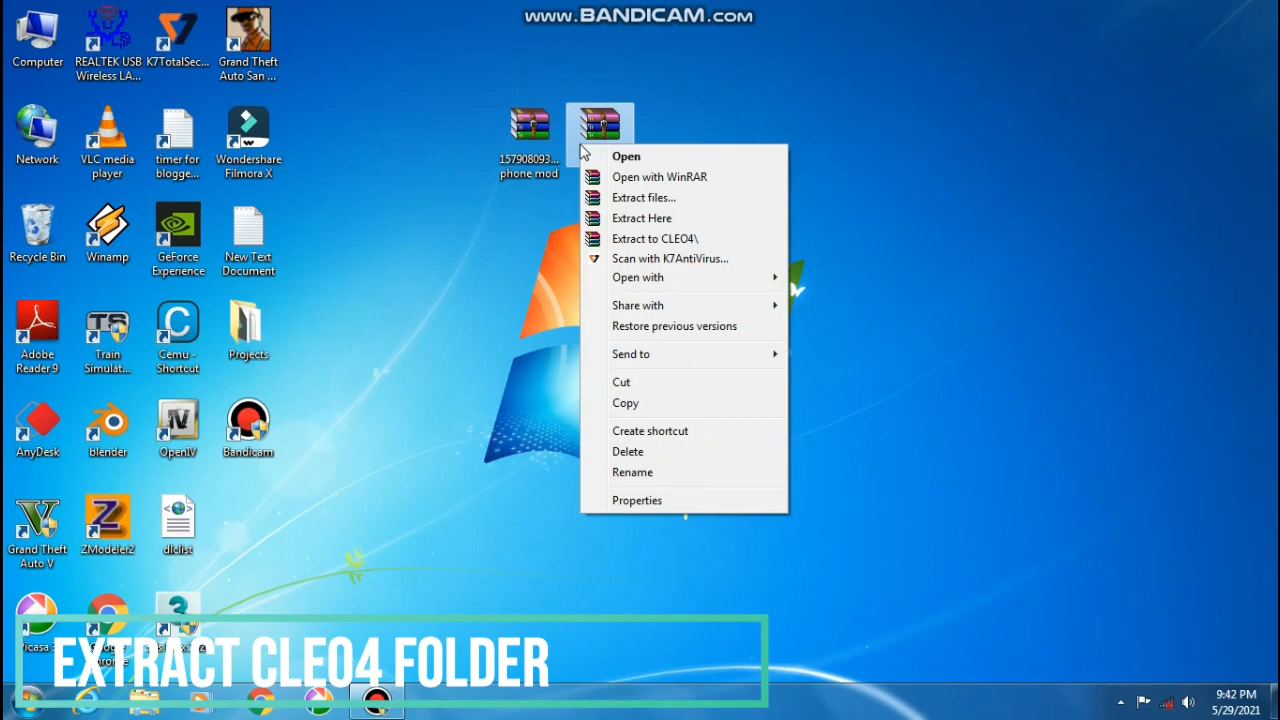 www.BANDICAM.com
Computer
REALTEK USB
Wireless LA...
K7TotalSec...
Grand Theft
Auto San ...
Network
VLC media
player
timer for
blogge...
Wondershare
Filmora X
157908093...
phone mod
Recycle Bin
Winamp
GeForce
Experience
New Text
Document
Adobe
Reader 9
Train
Simulat...
Cemu -
Shortcut
Projects
AnyDesk
blender
OpenIV
Bandicam
Grand Theft
Auto V
ZModeler2
dlclist
Open
Open with WinRAR
Extract files...
Extract Here
Extract to CLEO4\
Scan with K7AntiVirus...
Open with
Share with
Restore previous versions
Send to
Cut
Copy
Create shortcut
Delete
Rename
Properties
EXTRACT CLEO4 FOLDER
9:42 PM
5/29/2021